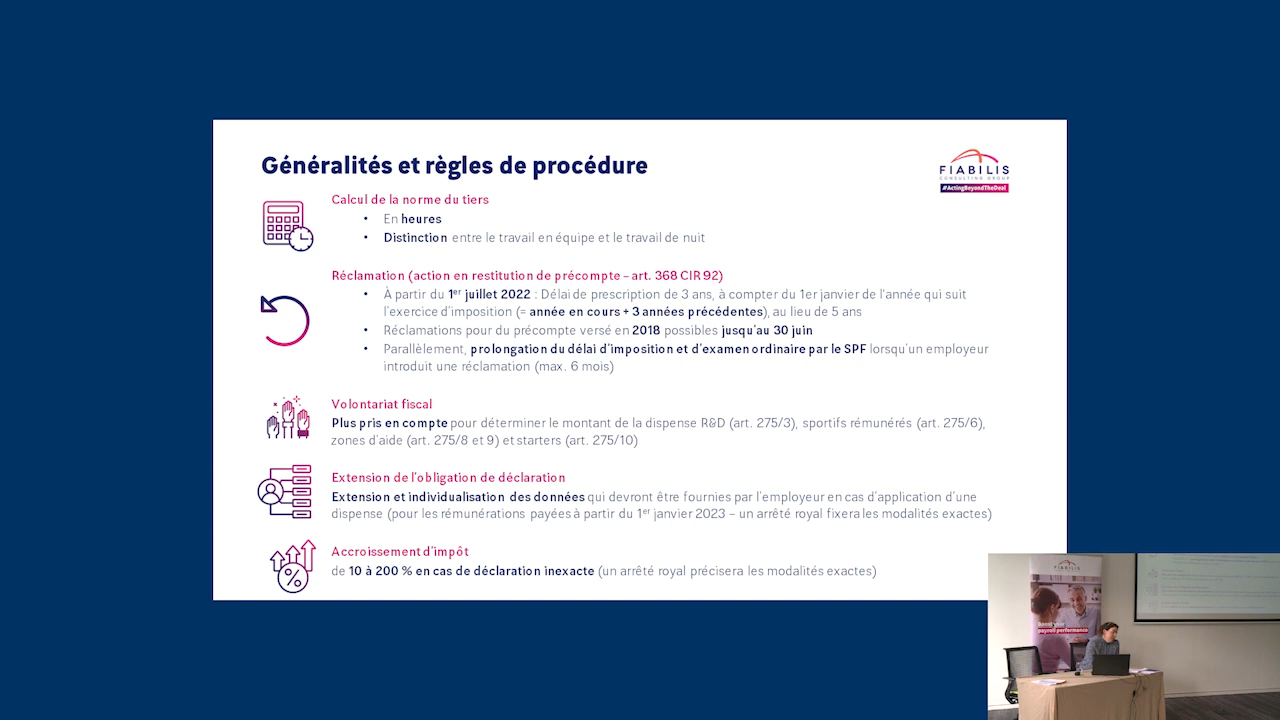 Généralités et règles de procédure
FIABILIS
CONSULTING GROUP
#ActingBeyondTheDeal
Calcul de la norme du tiers
• En heures
• Distinction entre le travail en équipe et le travail de nuit
Réclamation (action en restitution de précompte – art. 368 CIR 92)
• À partir du 1er juillet 2022 : Délai de prescription de 3 ans, à compter du 1er janvier de l'année qui suit
l'exercice d'imposition (= année en cours + 3 années précédentes), au lieu de 5 ans
• Réclamations pour du précompte versé en 2018 possibles jusqu'au 30 juin
• Parallèlement, prolongation du délai d'imposition et d'examen ordinaire par le SPF lorsqu'un employeur
introduit une réclamation (max. 6 mois)
Volontariat fiscal
Plus pris en compte pour déterminer le montant de la dispense R&D (art. 275/3), sportifs rémunérés (art. 275/6),
zones d'aide (art. 275/8 et 9) et starters (art. 275/10)
Extension de l'obligation de déclaration
Extension et individualisation des données qui devront être fournies par l'employeur en cas d'application d'une
dispense (pour les rémunérations payées à partir du 1er janvier 2023 – un arrêté royal fixera les modalités exactes)
Accroissement d'impôt
de 10 à 200 % en cas de déclaration inexacte (un arrêté royal précisera les modalités exactes)
FIABILIS
payroll performance